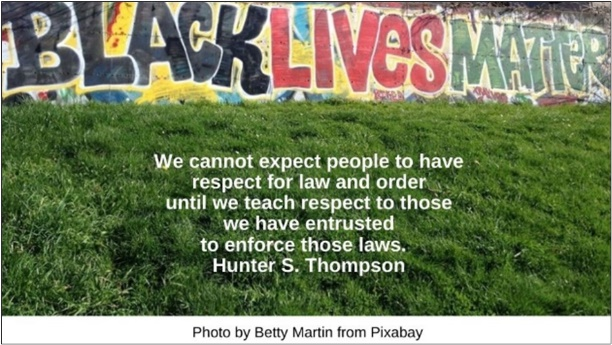 BLACK LIVES MATTER
We cannot expect people to have
respect for law and order
until we teach respect to those
we have entrusted
to enforce those laws.
Hunter S. Thompson
Photo by Betty Martin from Pixabay